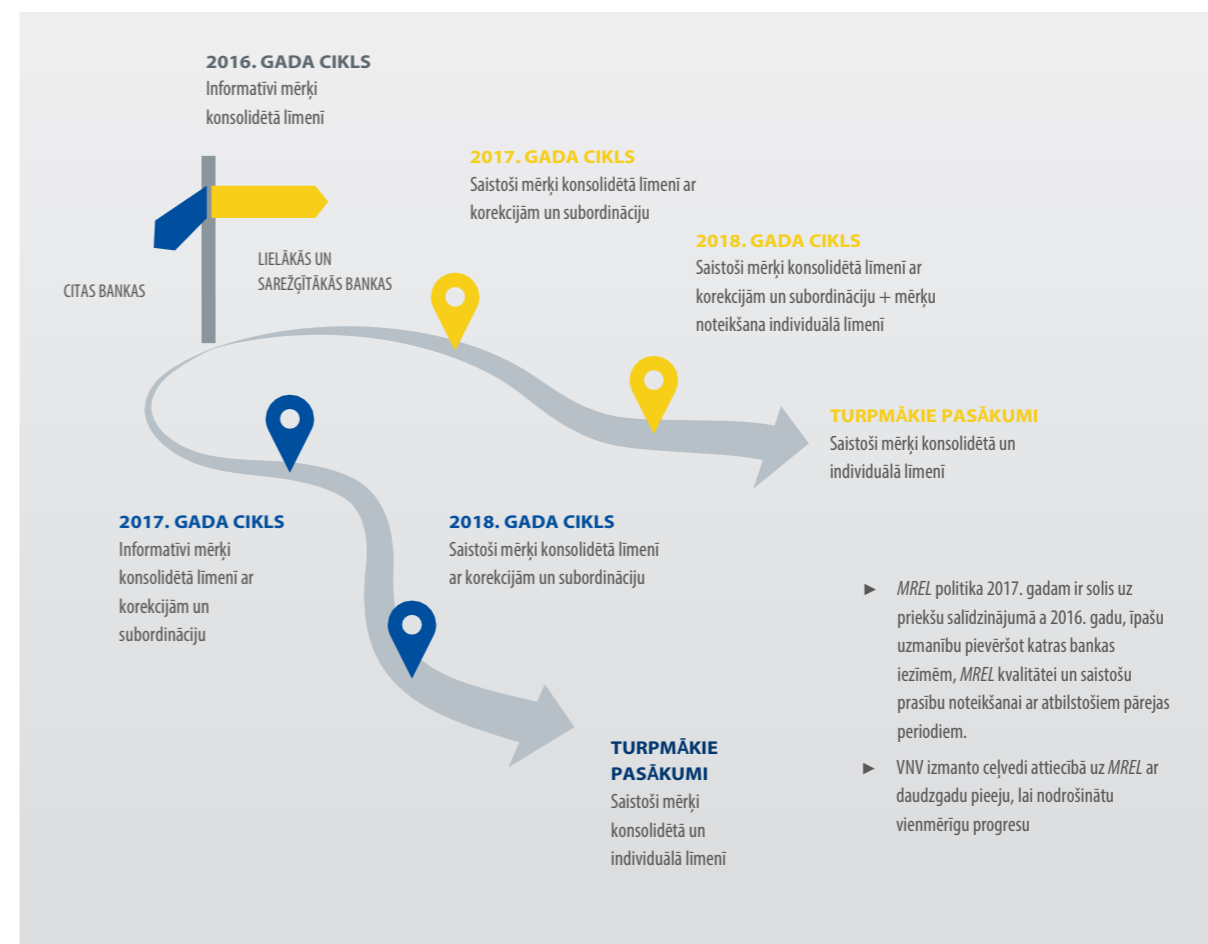 2016. GADA CIKLS
Informatīvi mērķi
konsolidētā līmenī
2017. GADA CIKLS
Saistoši mērķi konsolidētā līmenī ar
korekcijām un subordināciju
2018. GADA CIKLS
Saistoši mērķi konsolidētā līmenī ar
korekcijām un subordināciju + mērķu
noteikšana individuālā līmenī
LIELĀKĀS UN
SAREŽĢĪTĀKĀS BANKAS
CITAS BANKAS
TURPMĀKIE PASĀKUMI
Saistoši mērķi konsolidētā un
individuālā līmenī
2017. GADA CIKLS
Informatīvi mērķi
konsolidētā līmenī ar
korekcijām un
subordināciju
2018. GADA CIKLS
Saistoši mērķi konsolidētā līmenī
ar korekcijām un subordināciju
TURPMĀKIE
PASĀKUMI
Saistoši mērķi
konsolidētā un
individuālā līmenī
► MREL politika 2017. gadam ir solis uz
priekšu salīdzinājumā a 2016. gadu, īpašu
uzmanību pievēršot katras bankas
iezīmēm, MREL kvalitātei un saistošu
prasību noteikšanai ar atbilstošiem pārejas
periodiem.
► VNV izmanto ceļvedi attiecībā uz MREL ar
daudzgadu pieeju, lai nodrošinātu
vienmērīgu progresu